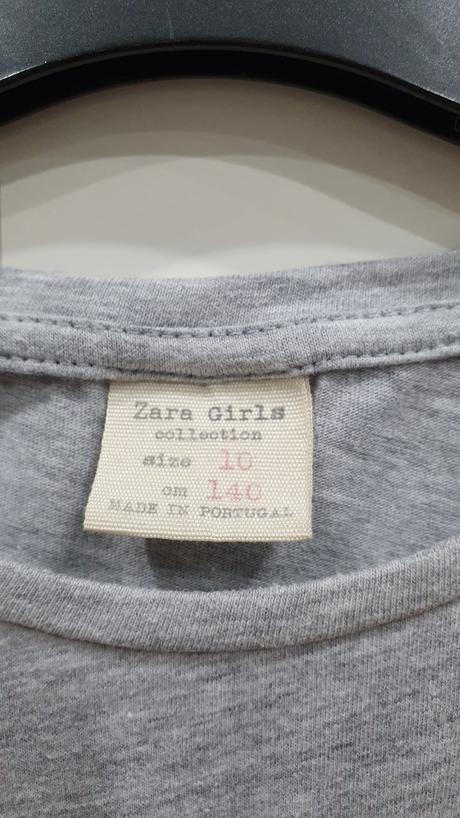 Zara Girls
collection
size 10
cm 140
MADE IN PORTUGAL